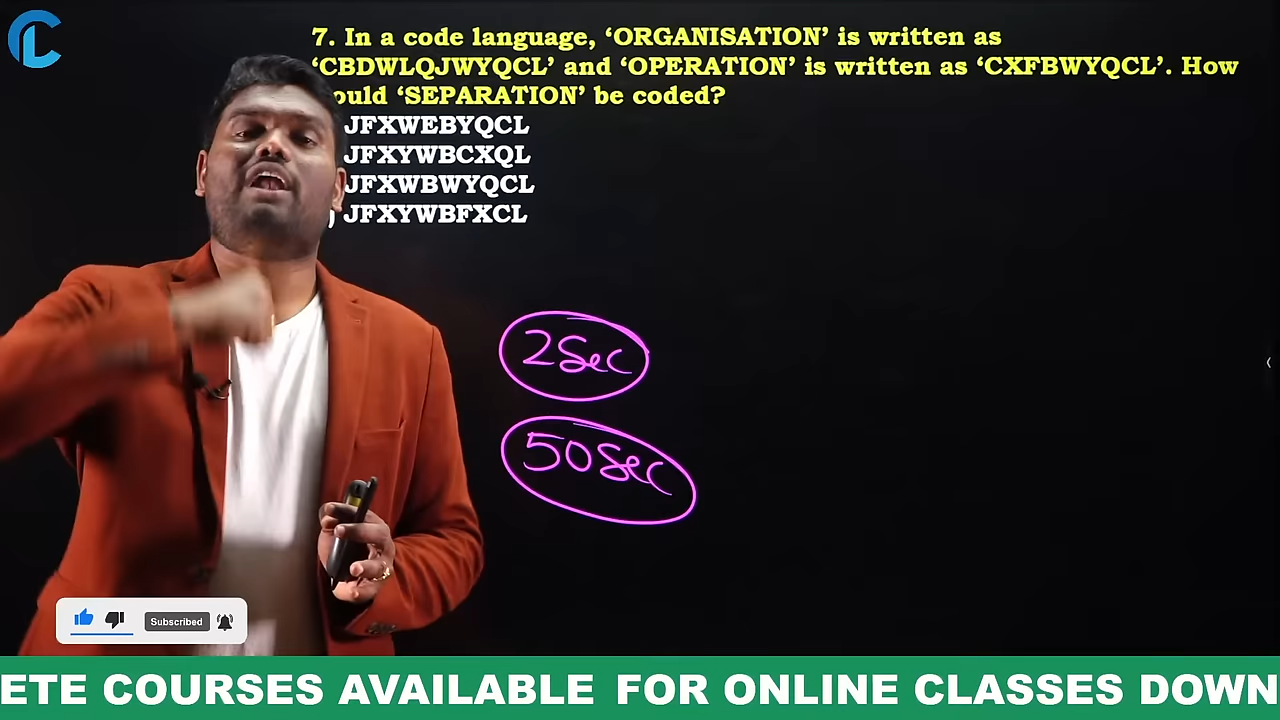 7. In a code language, ‘ORGANISATION’ is written as
‘CBDWLQJWYQCL’ and ‘OPERATION’ is written as ‘CXFBWYQCL’. How
ould ‘SEPARATION’ be coded?
JFXWEBYQCL
JFXYWBCXQL
JFXWBWYQCL
) JFXYWBFXCL
2Sec
50Sec
Subscribed
ETE COURSES AVAILABLE FOR ONLINE CLASSES DOWN